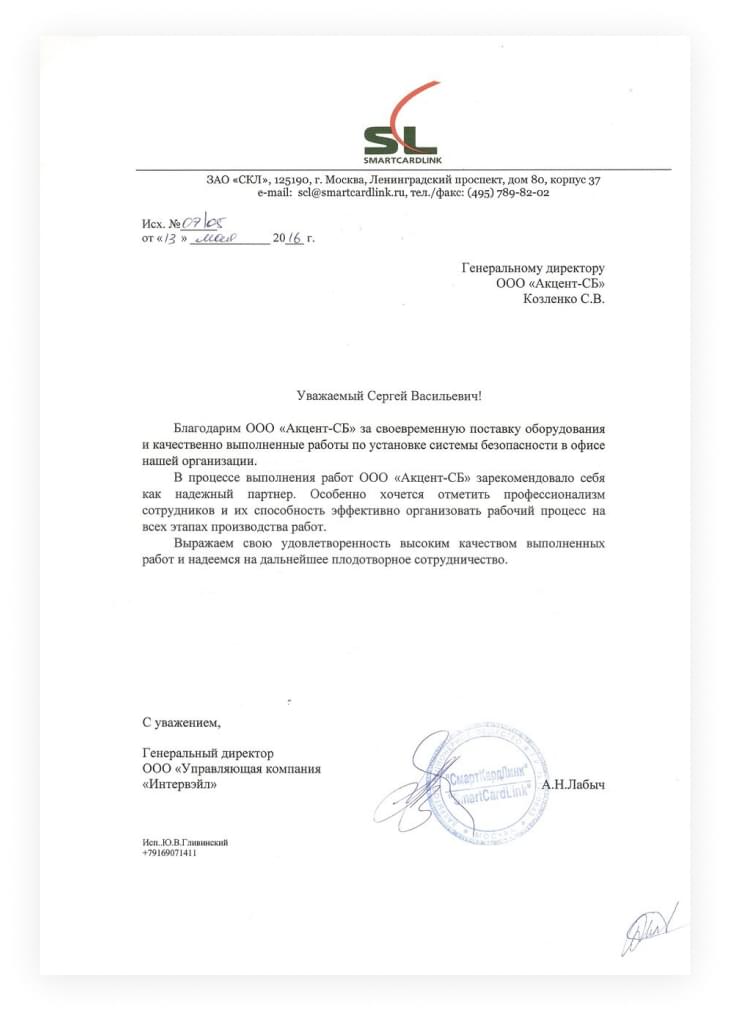 SL
SMARTCARDLINK
ЗАО «СКЛ», 125190, г. Москва, Ленинградский проспект, дом 80, корпус 37
e-mail: scl@smartcardlink.ru, тел./факс: (495) 789-82-02
Исх. № 07/05
от «13» мая 2016 г.
Генеральному директору
ООО «Акцент-СБ»
Козленко С.В.
Уважаемый Сергей Васильевич!
Благодарим ООО «Акцент-СБ» за своевременную поставку оборудования
и качественно выполненные работы по установке системы безопасности в офисе
нашей организации.
В процессе выполнения работ ООО «Акцент-СБ» зарекомендовало себя
как надежный партнер. Особенно хочется отметить профессионализм
сотрудников и их способность эффективно организовать рабочий процесс на
всех этапах производства работ.
Выражаем свою удовлетворенность высоким качеством выполненных
работ и надеемся на дальнейшее плодотворное сотрудничество.
С уважением,
Генеральный директор
ООО «Управляющая компания
«Интервэйл»
"СмартКардЛинк"
"SmartCardLink"
МОСКВА
А.Н.Лабыч
Исп..Ю.В.Гливинский
+79169071411